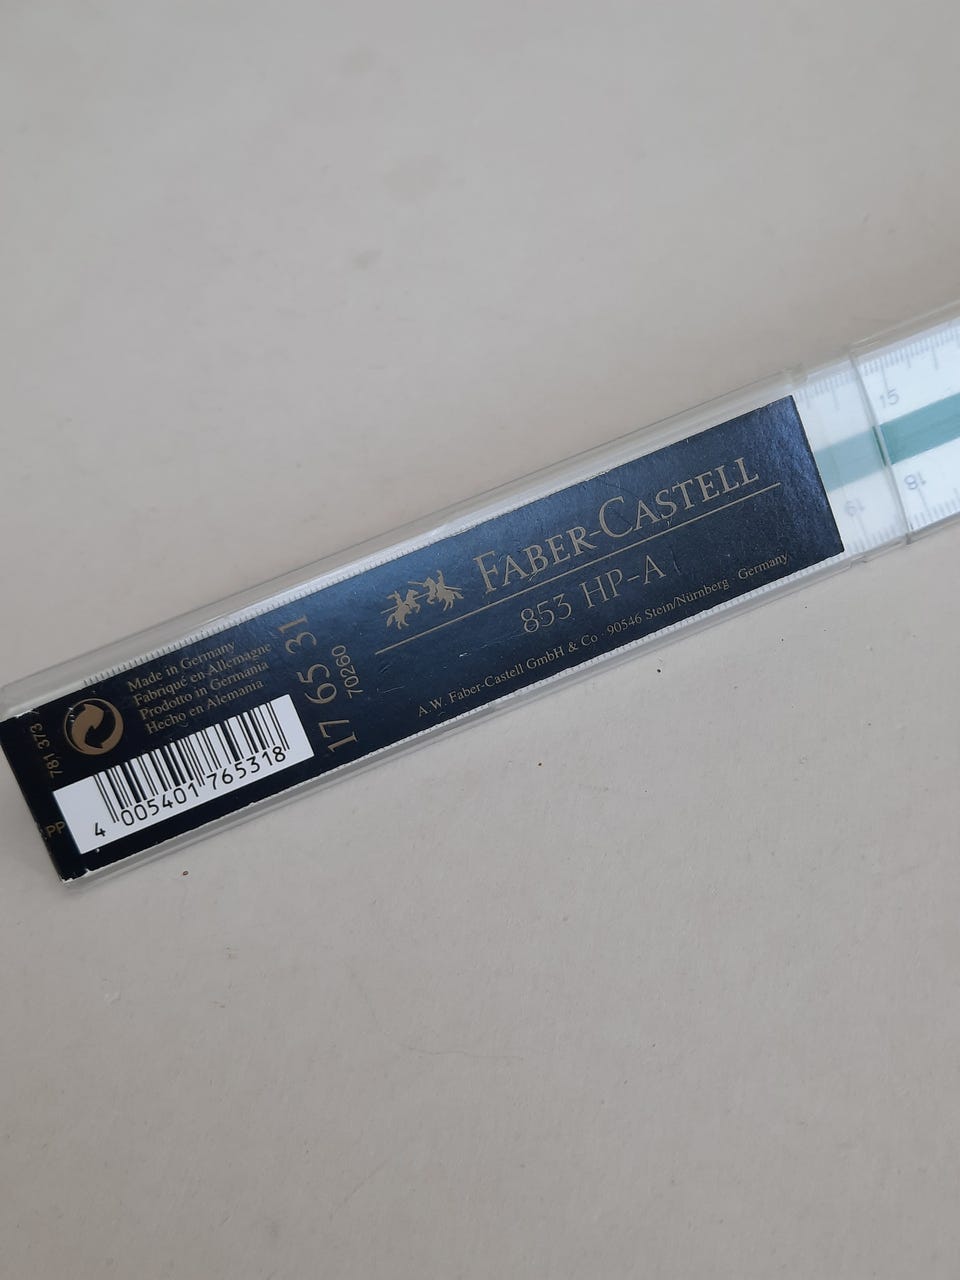 FABER-CASTELL
853 HP-A
A.W. Faber-Castell GmbH & Co · 90546 Stein/Nürnberg · Germany
17 65 31
70260
Made in Germany
Fabriqué en Allemagne
Prodotto in Germania
Hecho en Alemania
781 373
PP
4 005401 765318
15
18
19